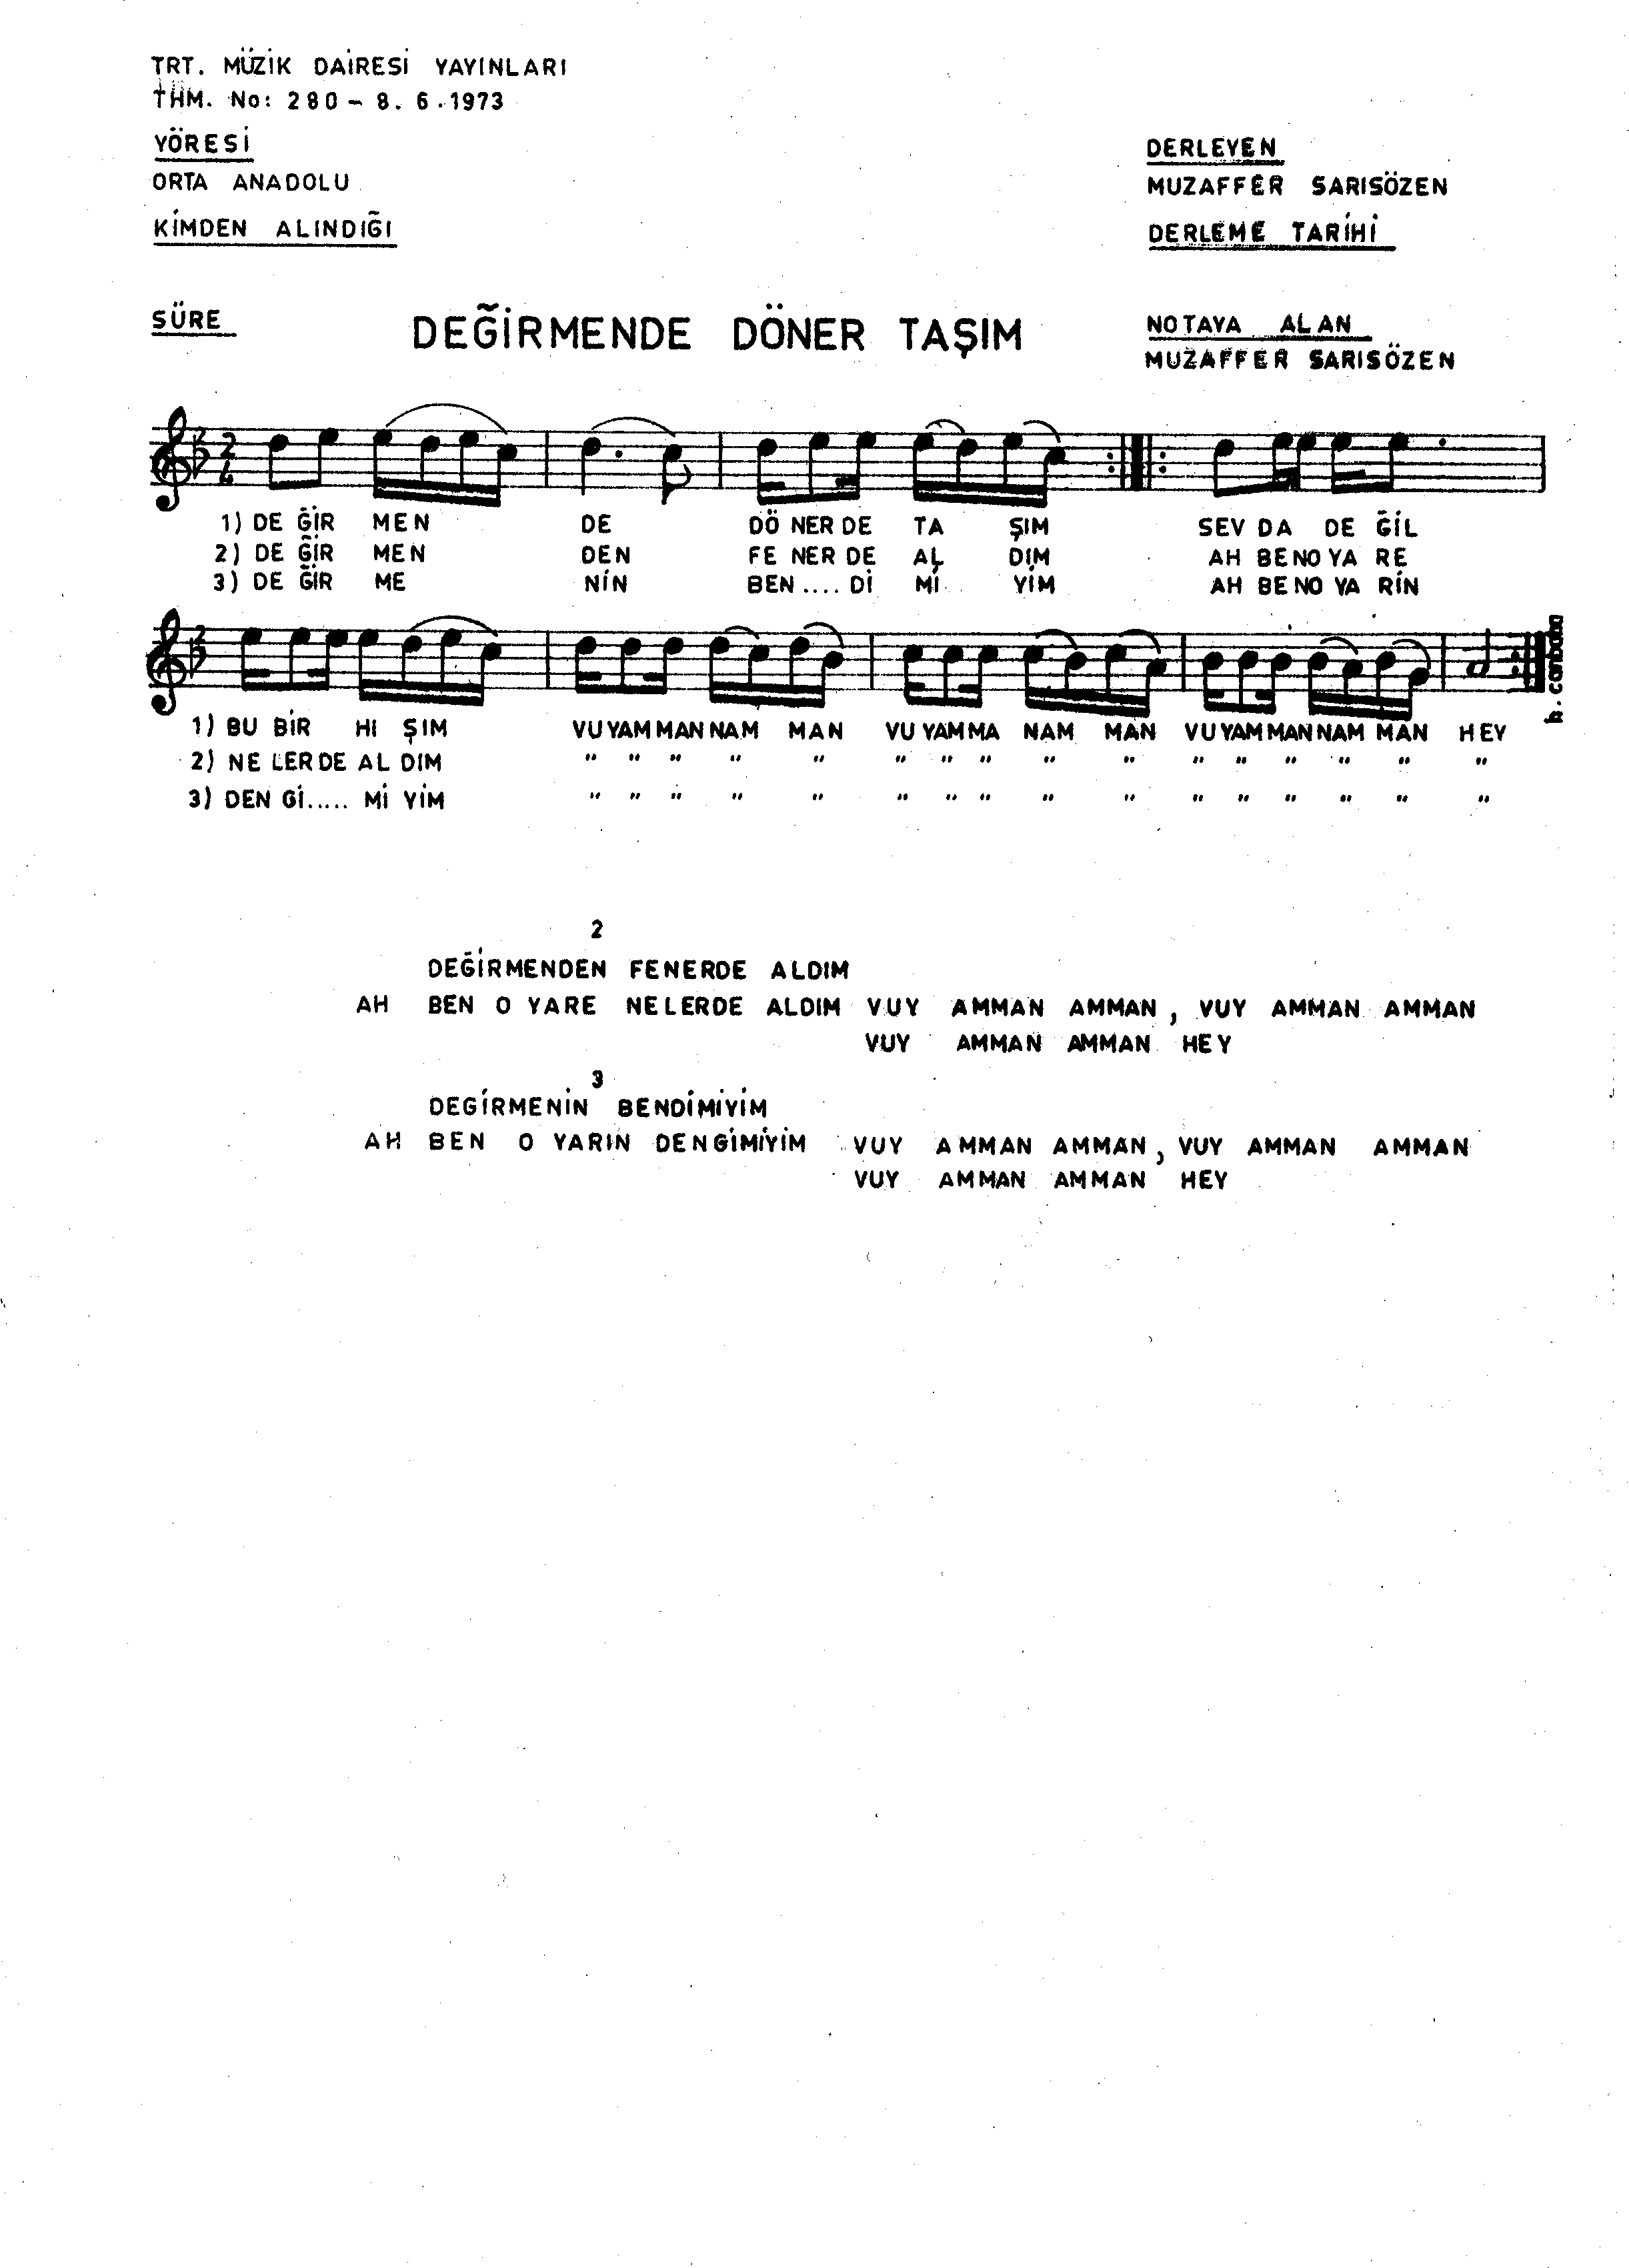 TRT. MÜZİK DAİRESİ YAYINLARI
THM. No: 280 – 8. 6. 1973
YÖRESİ
ORTA ANADOLU
KİMDEN ALINDIĞI
SÜRE
DERLEYEN
MUZAFFER SARISÖZEN
DERLEME TARİHİ
NOTAYA ALAN
MUZAFFER SARISÖZEN
DEĞİRMENDE DÖNER TAŞIM
2
4
1) DE ĞİR MEN DE DÖ NER DE TA ŞIM SEV DA DE ĞİL
2) DE ĞİR MEN DEN FE NER DE AL DIM AH BE NO YA RE
3) DE ĞİR ME NİN BEN.... Dİ Mİ YİM AH BE NO YA RİN
2
1) BU BİR HI ŞIM VU YAM MAN NAM MAN VU YAM MA NAM MAN VU YAM MAN NAM MAN HEY
2) NE LER DE AL DIM " " " " " " " " " " " " " " " "
3) DEN Gİ..... Mİ YİM " " " " " " " " " " " " " " " "
h. canbaba
2
DEĞİRMENDEN FENERDE ALDIM
AH BEN O YARE NELERDE ALDIM VUY AMMAN AMMAN, VUY AMMAN AMMAN
VUY AMMAN AMMAN HEY
3
DEGİRMENİN BENDİMİYİM
AH BEN O YARIN DENGİMİYİM VUY AMMAN AMMAN, VUY AMMAN AMMAN
VUY AMMAN AMMAN HEY